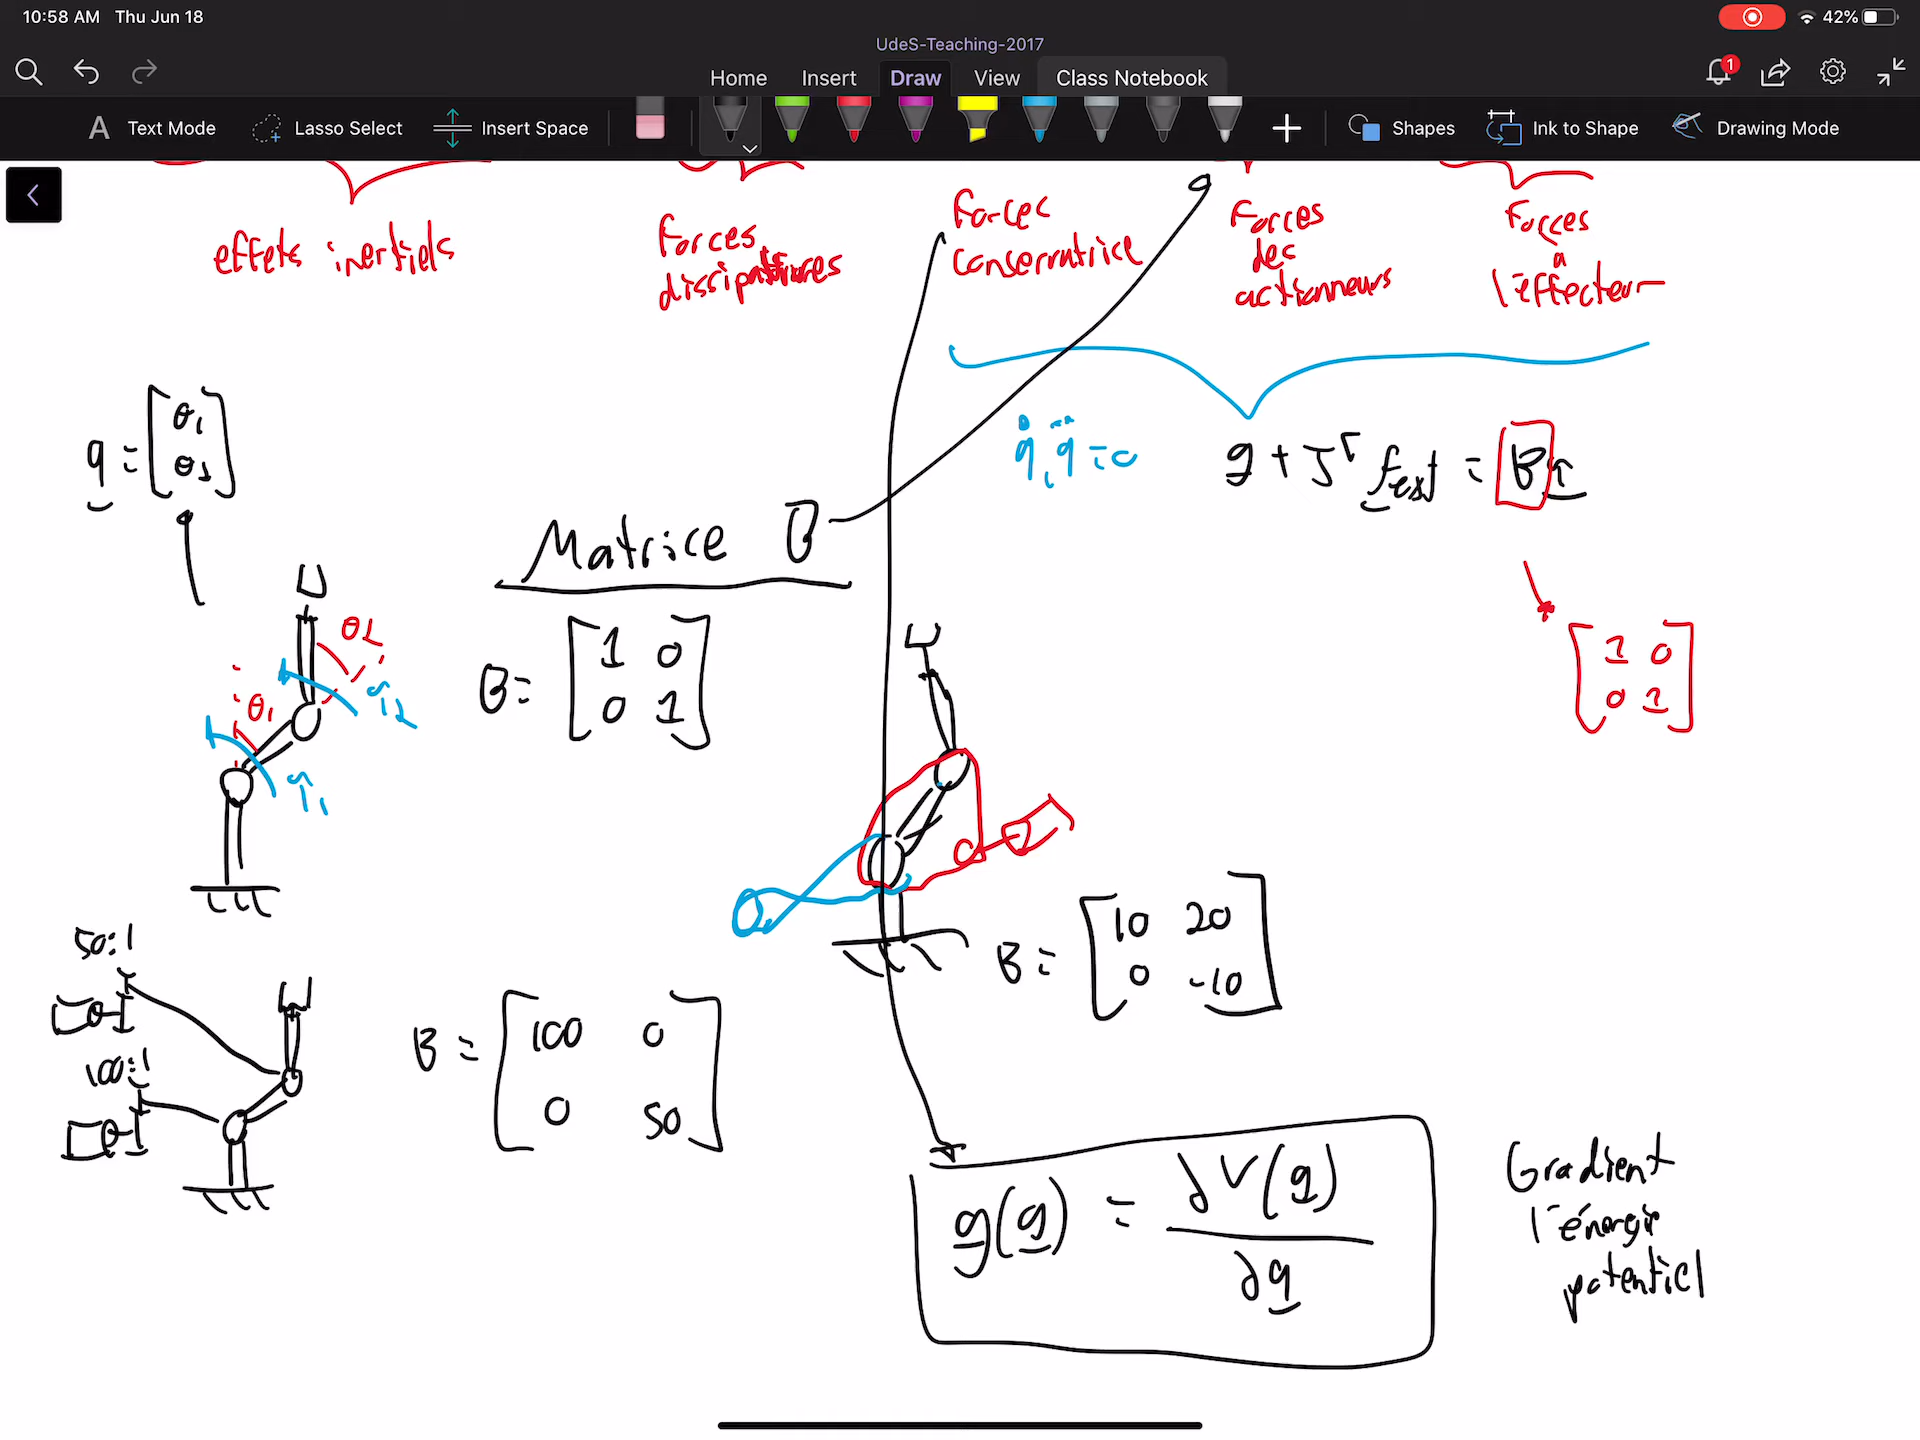 10:58 AM Thu Jun 18
42%
UdeS-Teaching-2017
Home Insert Draw View Class Notebook
1
Text Mode Lasso Select Insert Space Shapes Ink to Shape Drawing Mode
effets inertiels
Forces
dissipatrices
Forces
Conservatrice
Forces
des
actionneurs
Forces
à
l'effecteur
q = [θ1
θ2]
q̇, q̈ = 0
g + J^T f_ext = Bτ
Matrice B
B = [1 0
0 1]
[1 0
0 1]
θ2
θ1
τ2
τ1
B = [10 20
0 -10]
50:1
100:1
B = [100 0
0 50]
g(q) = ∂V(q)
∂q
Gradient
l'énergie
potentiel